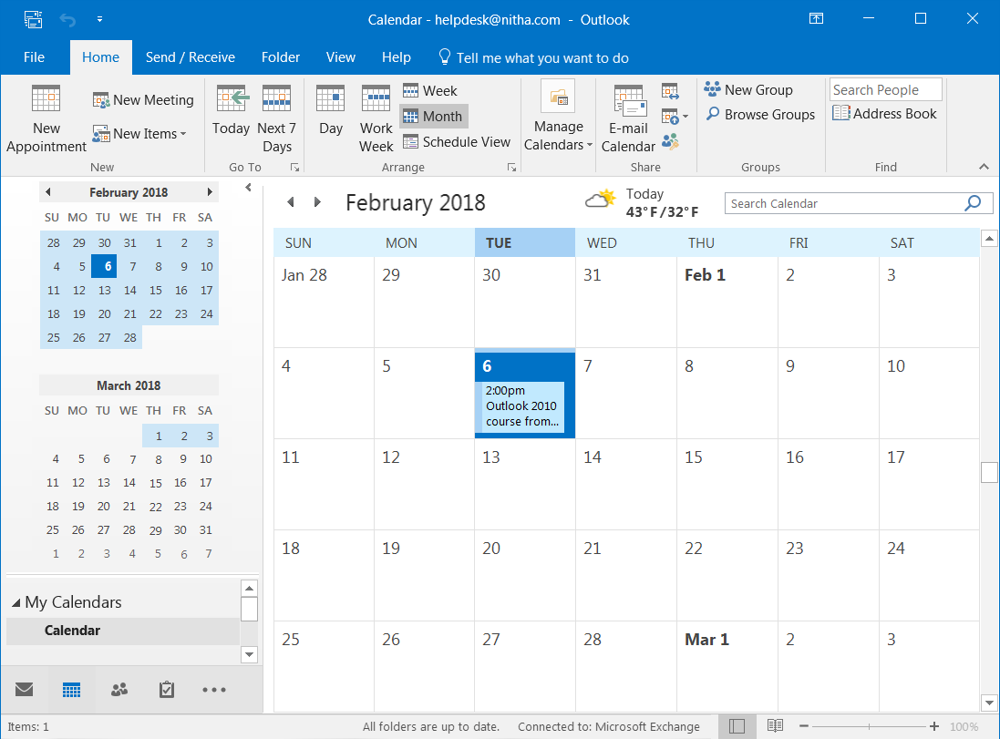 Calendar - helpdesk@nitha.com - Outlook
File Home Send / Receive Folder View Help Tell me what you want to do
New Appointment
New Meeting
New Items
New
Today
Next 7 Days
Go To
Day
Work Week
Week
Month
Schedule View
Arrange
Manage Calendars
E-mail Calendar
Share
New Group
Browse Groups
Groups
Search People
Address Book
Find
February 2018
SU MO TU WE TH FR SA
28 29 30 31 1 2 3
4 5 6 7 8 9 10
11 12 13 14 15 16 17
18 19 20 21 22 23 24
25 26 27 28
March 2018
SU MO TU WE TH FR SA
1 2 3
4 5 6 7 8 9 10
11 12 13 14 15 16 17
18 19 20 21 22 23 24
25 26 27 28 29 30 31
1 2 3 4 5 6 7
My Calendars
Calendar
February 2018
Today
43°F/32°F
Search Calendar
SUN MON TUE WED THU FRI SAT
Jan 28 29 30 31 Feb 1 2 3
4 5 6 7 8 9 10
2:00pm
Outlook 2010
course from...
11 12 13 14 15 16 17
18 19 20 21 22 23 24
25 26 27 28 Mar 1 2 3
Items: 1
All folders are up to date.
Connected to: Microsoft Exchange
100%